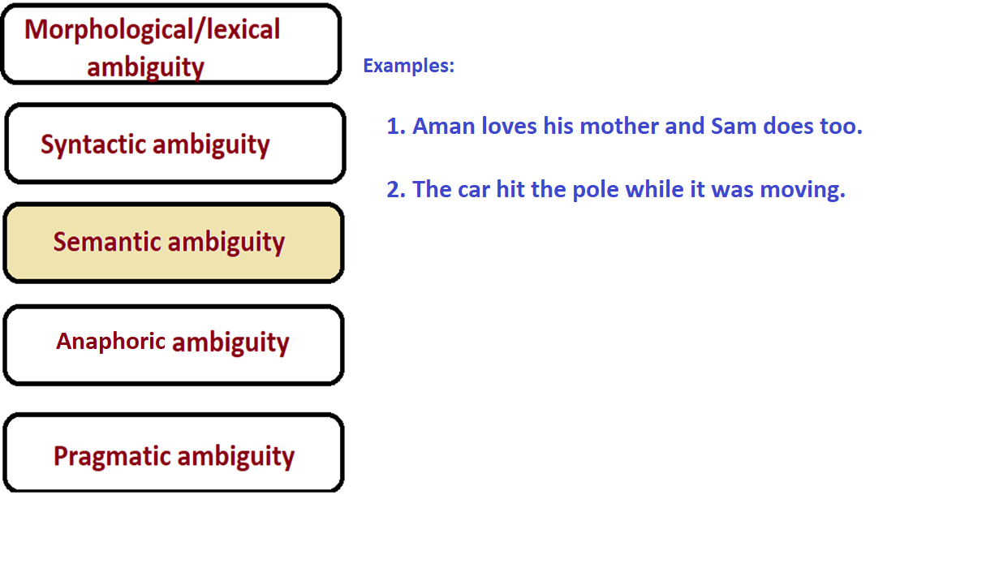 Morphological/lexical
ambiguity
Syntactic ambiguity
Semantic ambiguity
Anaphoric ambiguity
Pragmatic ambiguity
Examples:
1. Aman loves his mother and Sam does too.
2. The car hit the pole while it was moving.